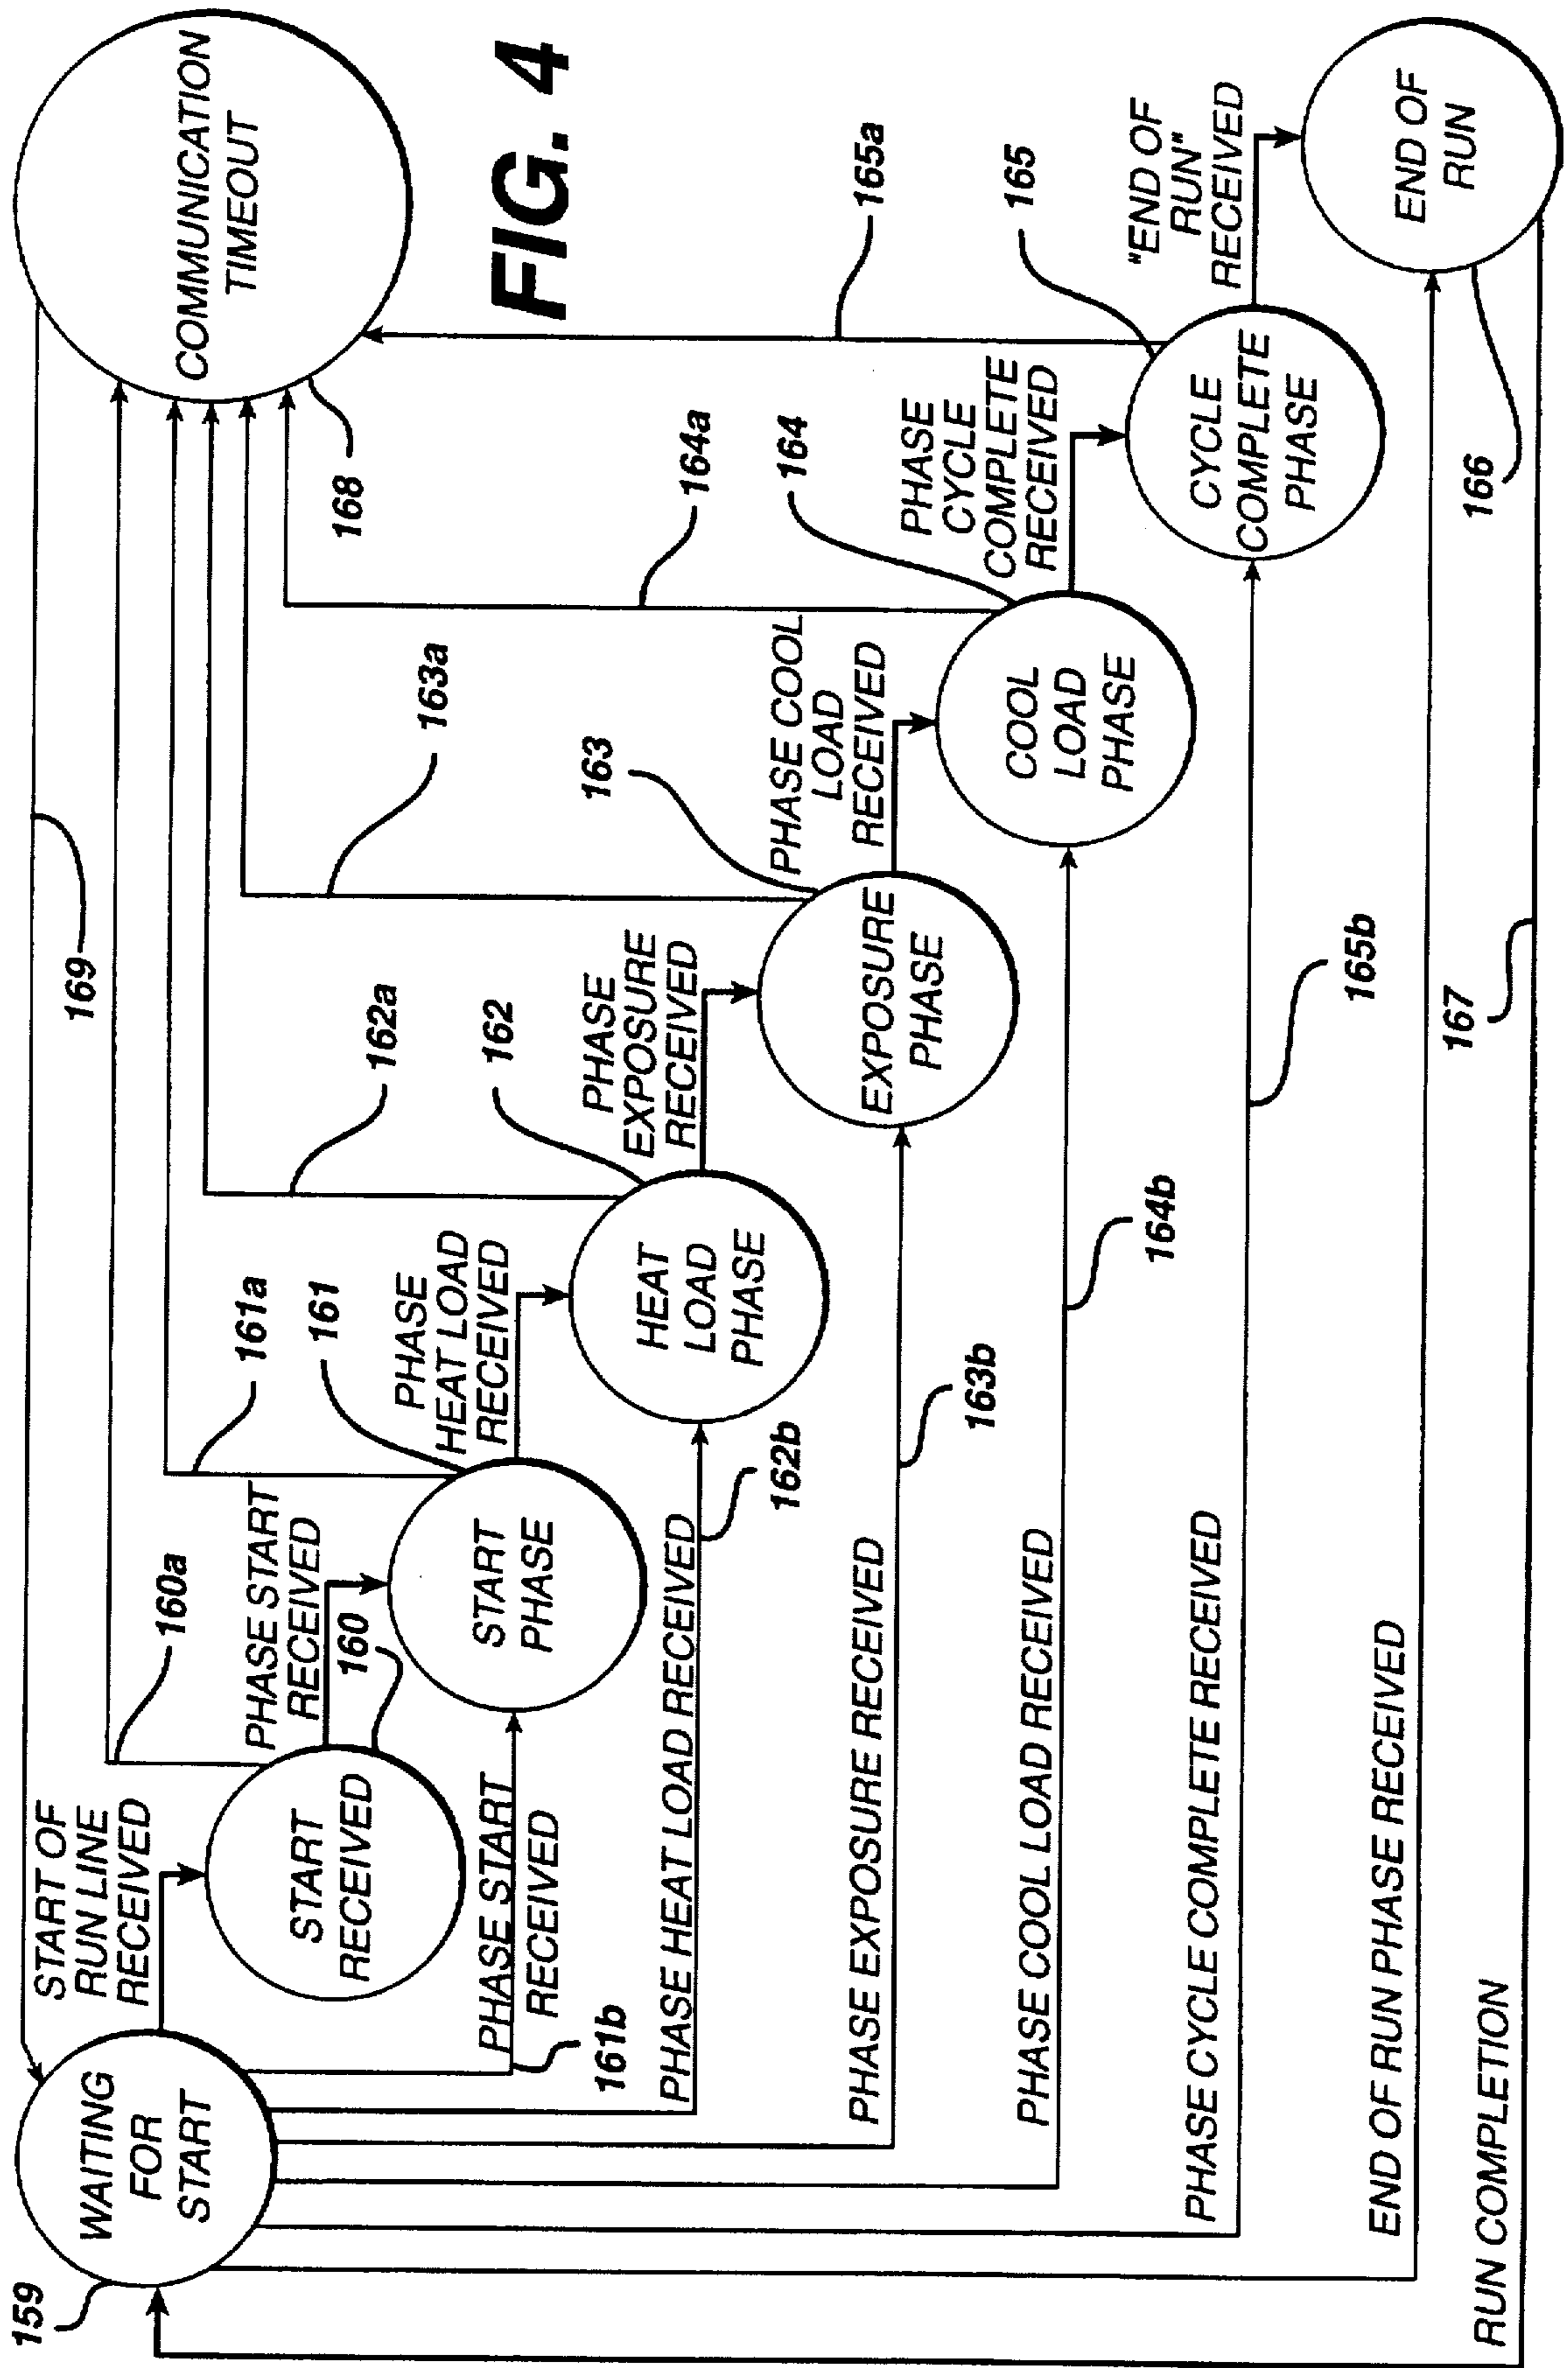 FIG. 4
WAITING
FOR
START
159
START OF
RUN LINE
RECEIVED
START
RECEIVED
160
160a
PHASE START
RECEIVED
START
PHASE
161
161a
PHASE START
RECEIVED
161b
PHASE
HEAT LOAD
RECEIVED
HEAT
LOAD
PHASE
162
162a
PHASE HEAT LOAD RECEIVED
162b
PHASE
EXPOSURE
RECEIVED
EXPOSURE
PHASE
163
163a
PHASE EXPOSURE RECEIVED
163b
PHASE COOL
LOAD
RECEIVED
COOL
LOAD
PHASE
164
164a
PHASE COOL LOAD RECEIVED
164b
PHASE
CYCLE
COMPLETE
RECEIVED
CYCLE
COMPLETE
PHASE
165
165a
PHASE CYCLE COMPLETE RECEIVED
165b
"END OF
RUN"
RECEIVED
END OF
RUN
166
END OF RUN PHASE RECEIVED
RUN COMPLETION
167
COMMUNICATION
TIMEOUT
168
169